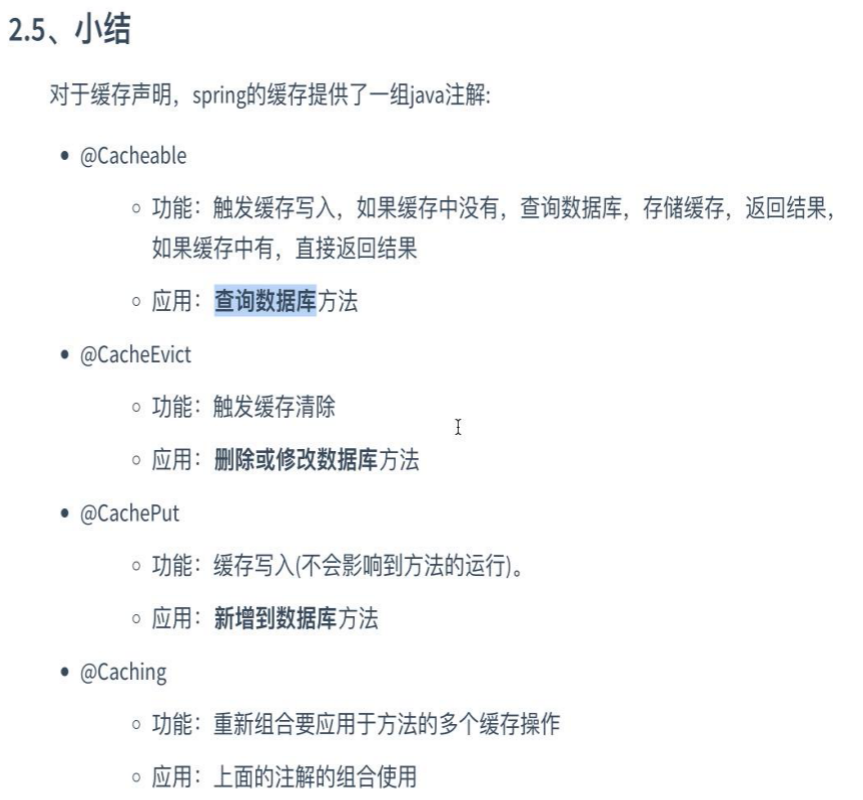 2.5、小结
对于缓存声明，spring的缓存提供了一组java注解:
• @Cacheable
○ 功能：触发缓存写入，如果缓存中没有，查询数据库，存储缓存，返回结果，
如果缓存中有，直接返回结果
○ 应用：查询数据库方法
• @CacheEvict
○ 功能：触发缓存清除
○ 应用：删除或修改数据库方法
• @CachePut
○ 功能：缓存写入(不会影响到方法的运行)。
○ 应用：新增到数据库方法
• @Caching
○ 功能：重新组合要应用于方法的多个缓存操作
○ 应用：上面的注解的组合使用